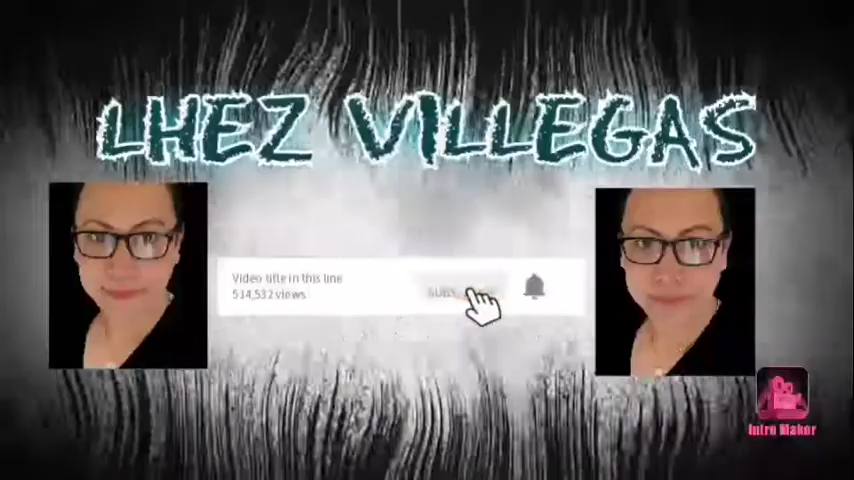 LHEZ VILLEGAS
Video title in this line
514,532 views
Intro Maker